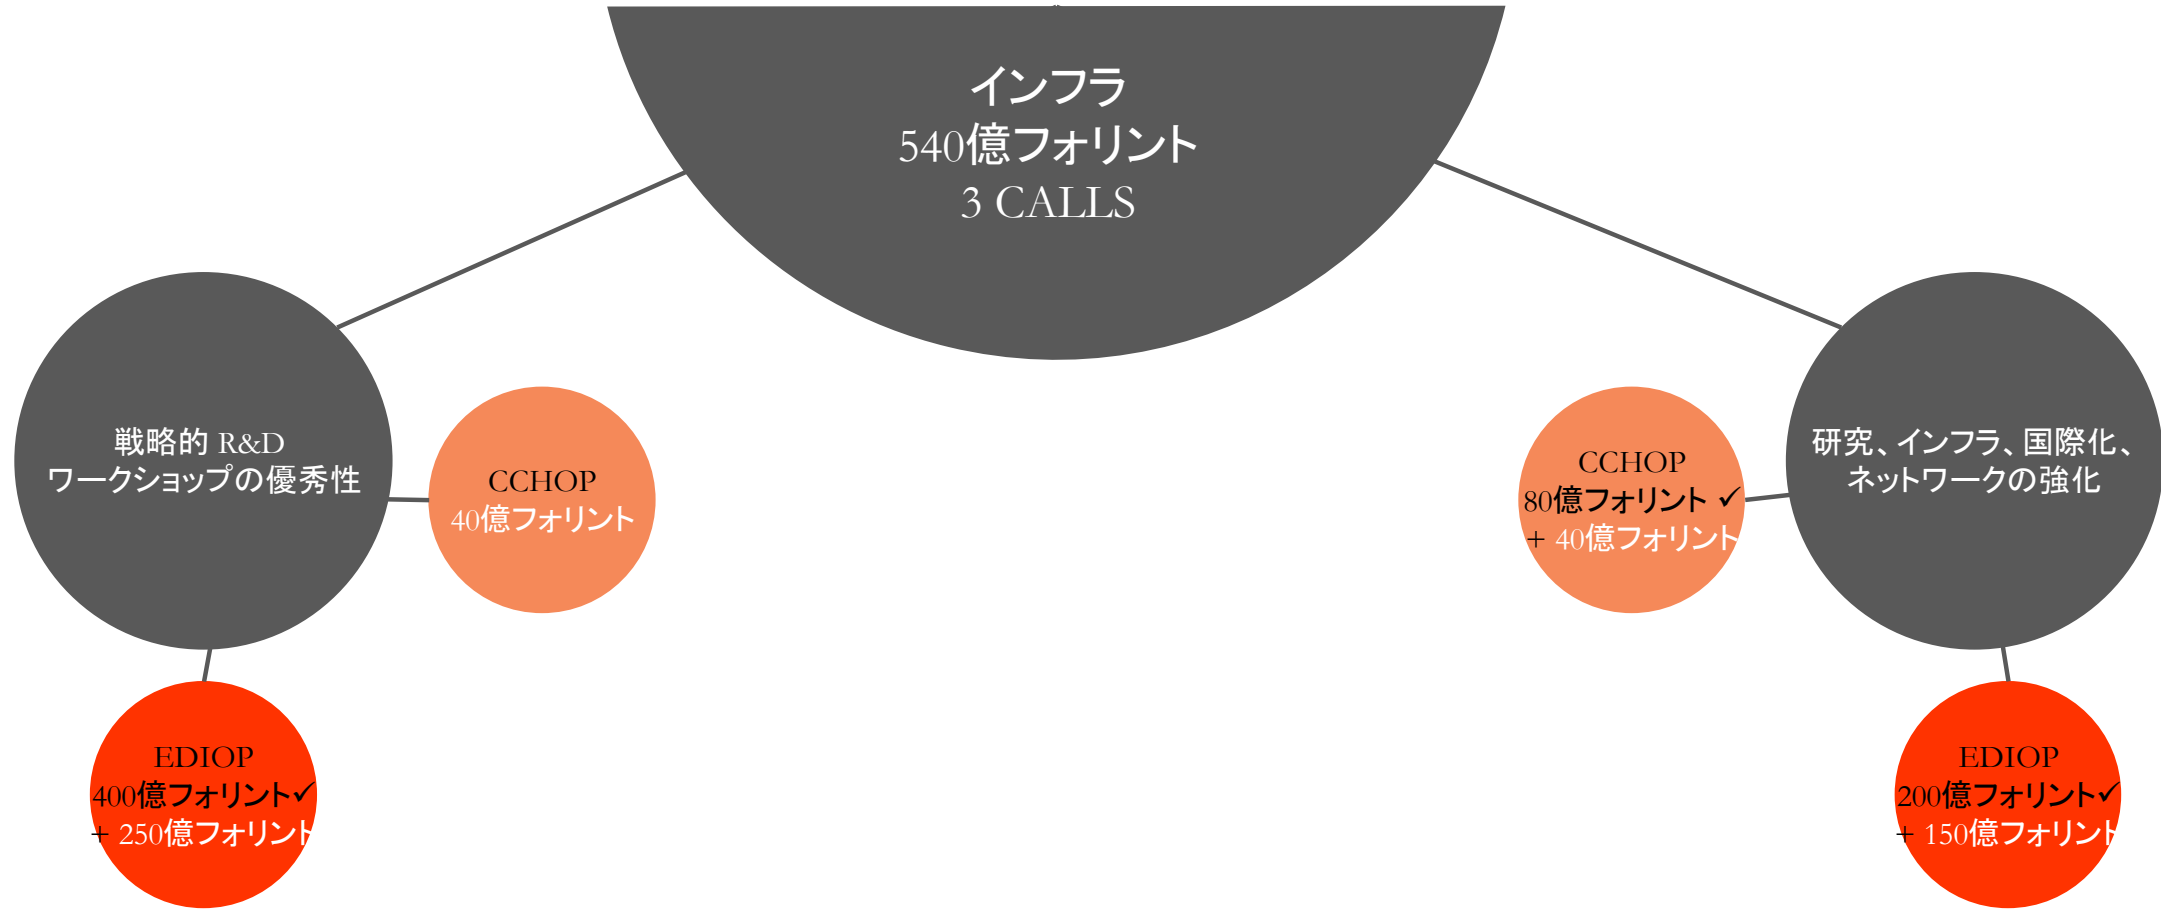 インフラ
540億フォリント
3 CALLS
戦略的 R&D
ワークショップの優秀性
CCHOP
40億フォリント
EDIOP
400億フォリント✓
+ 250億フォリント
CCHOP
80億フォリント ✓
+ 40億フォリント
研究、インフラ、国際化、
ネットワークの強化
EDIOP
200億フォリント✓
+ 150億フォリント